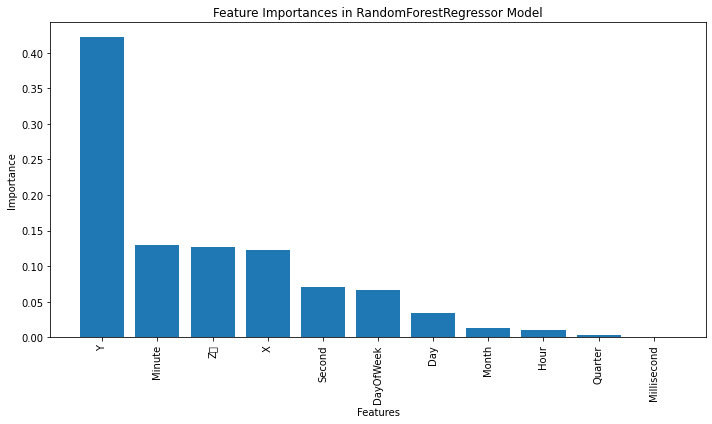 Feature Importances in RandomForestRegressor Model
0.40
0.35
0.30
0.25
0.20
0.15
0.10
0.05
0.00
Importance
Y
Minute
Z▯
X
Second
DayOfWeek
Day
Month
Hour
Quarter
Millisecond
Features